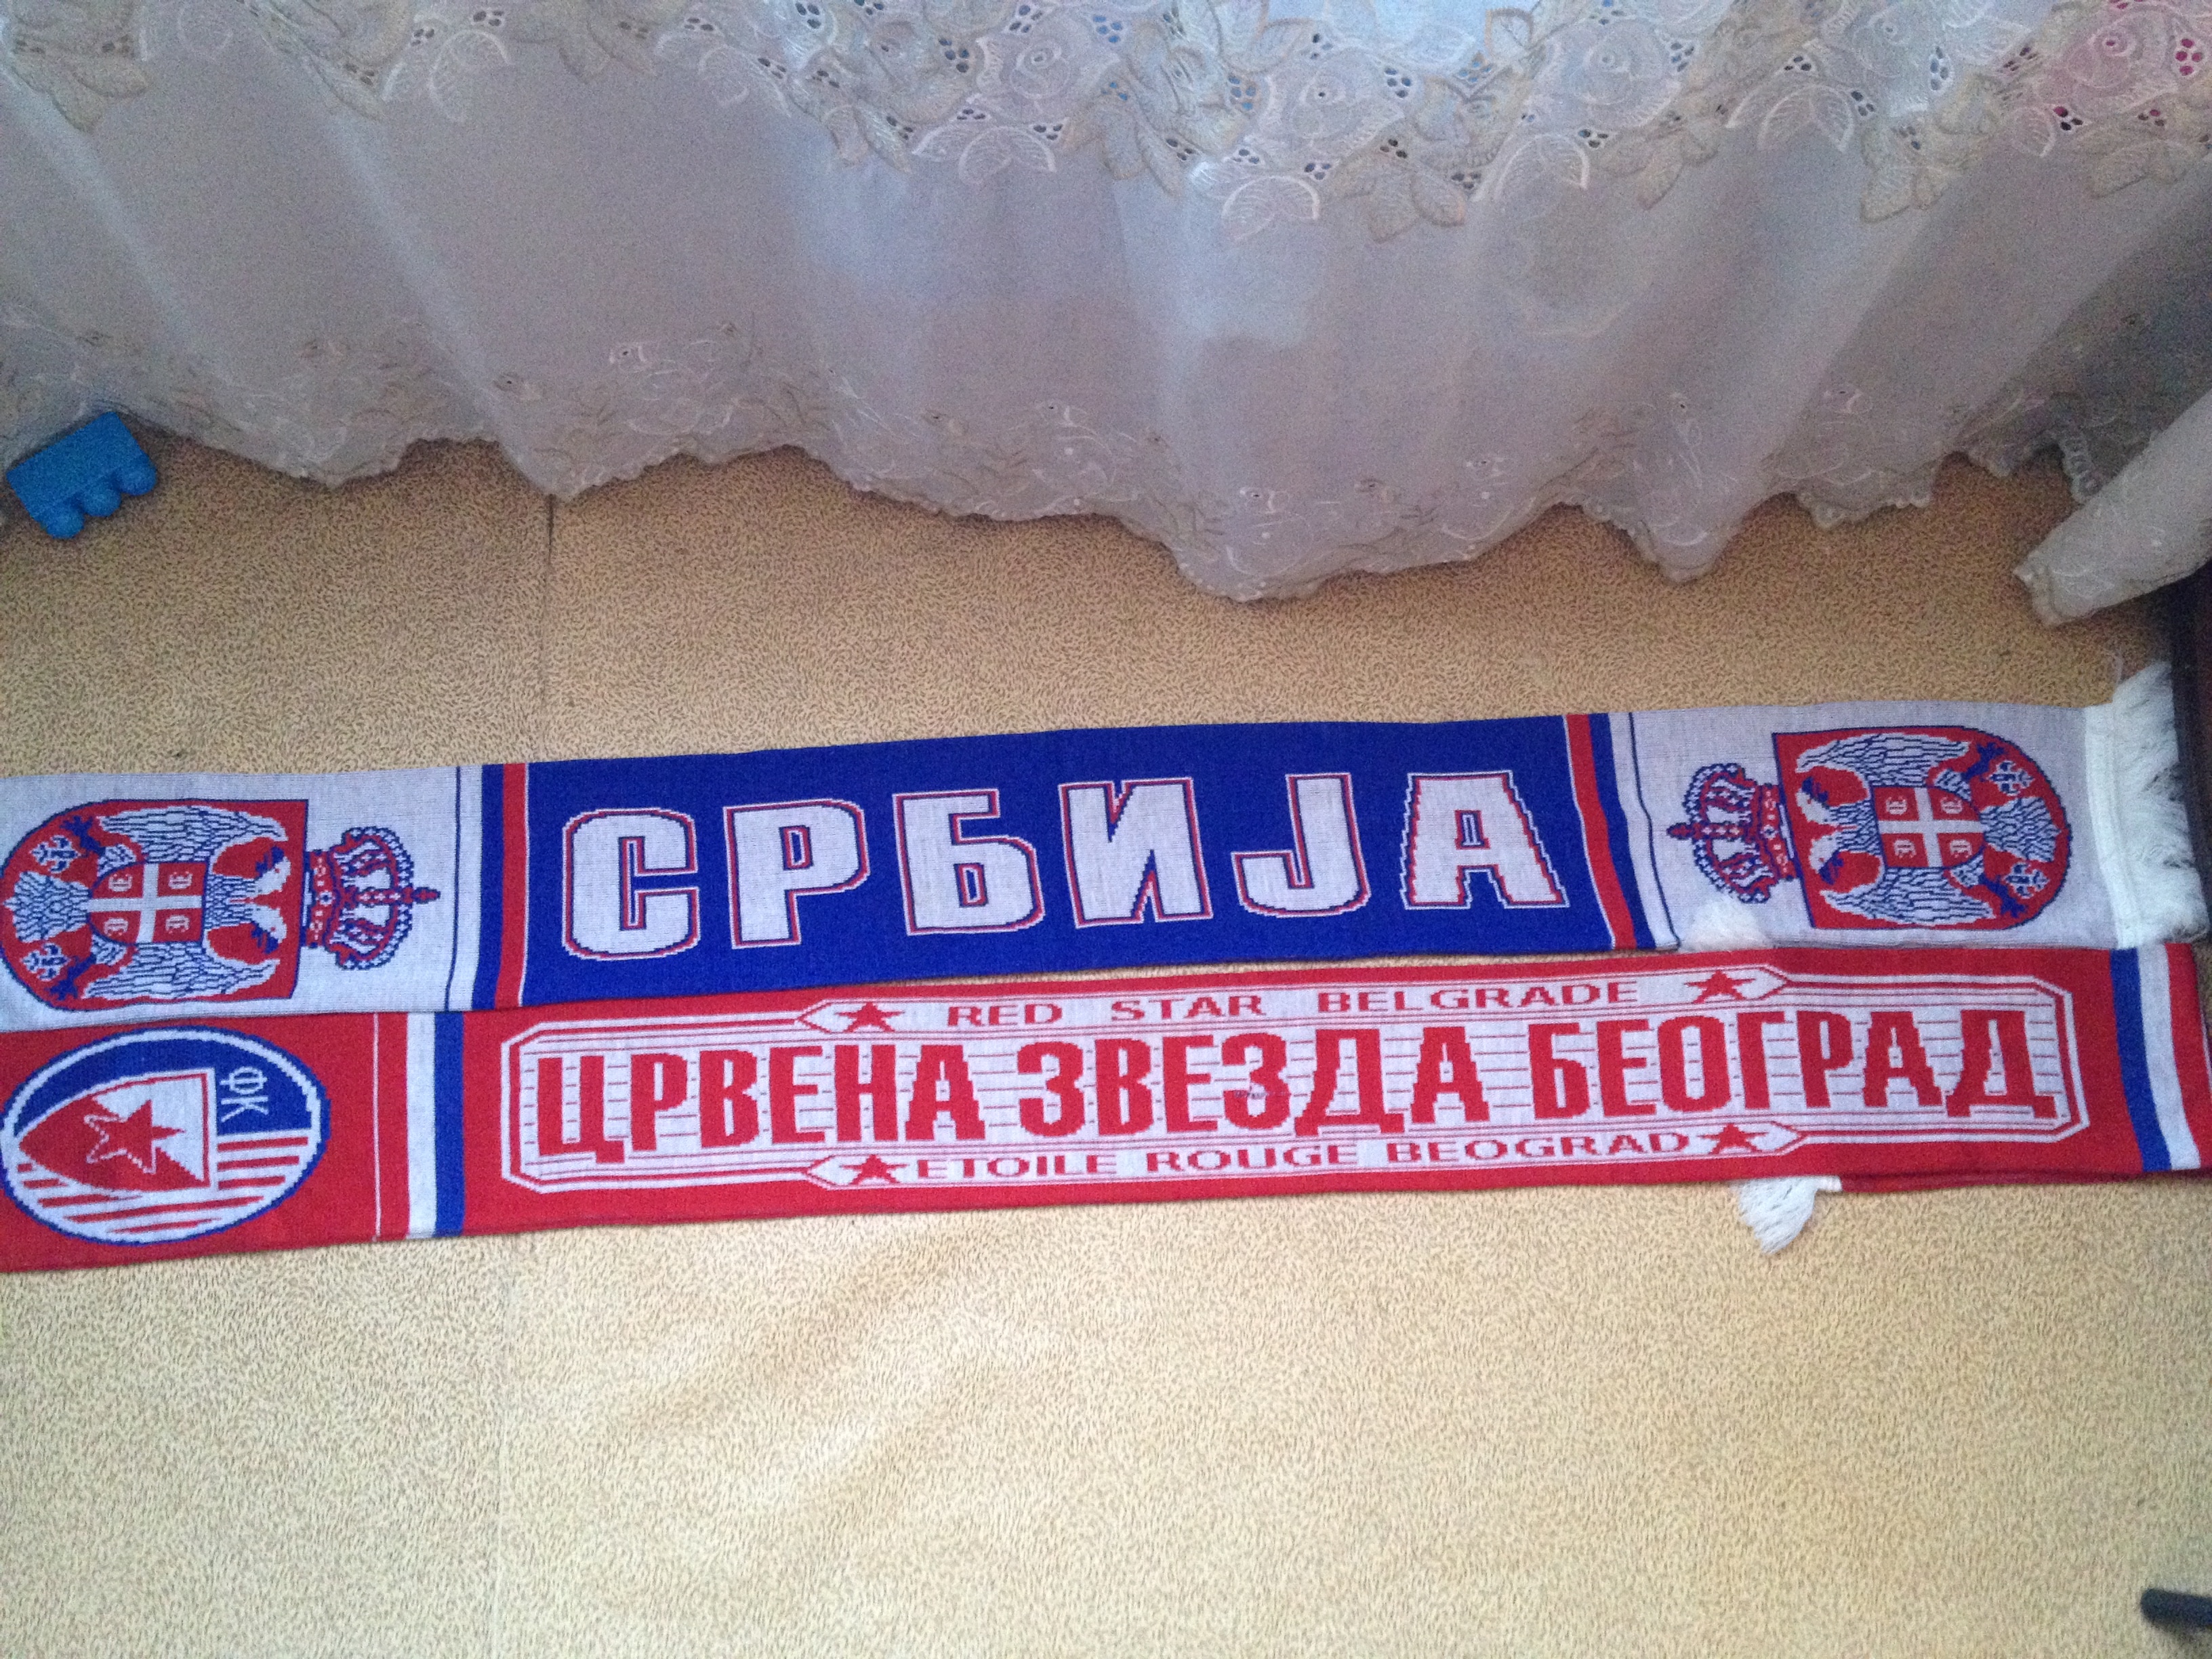 СРБИЈА
RED STAR BELGRADE
ЦРВЕНА ЗВЕЗДА БЕОГРАД
ETOILE ROUGE BEOGRAD
ФК